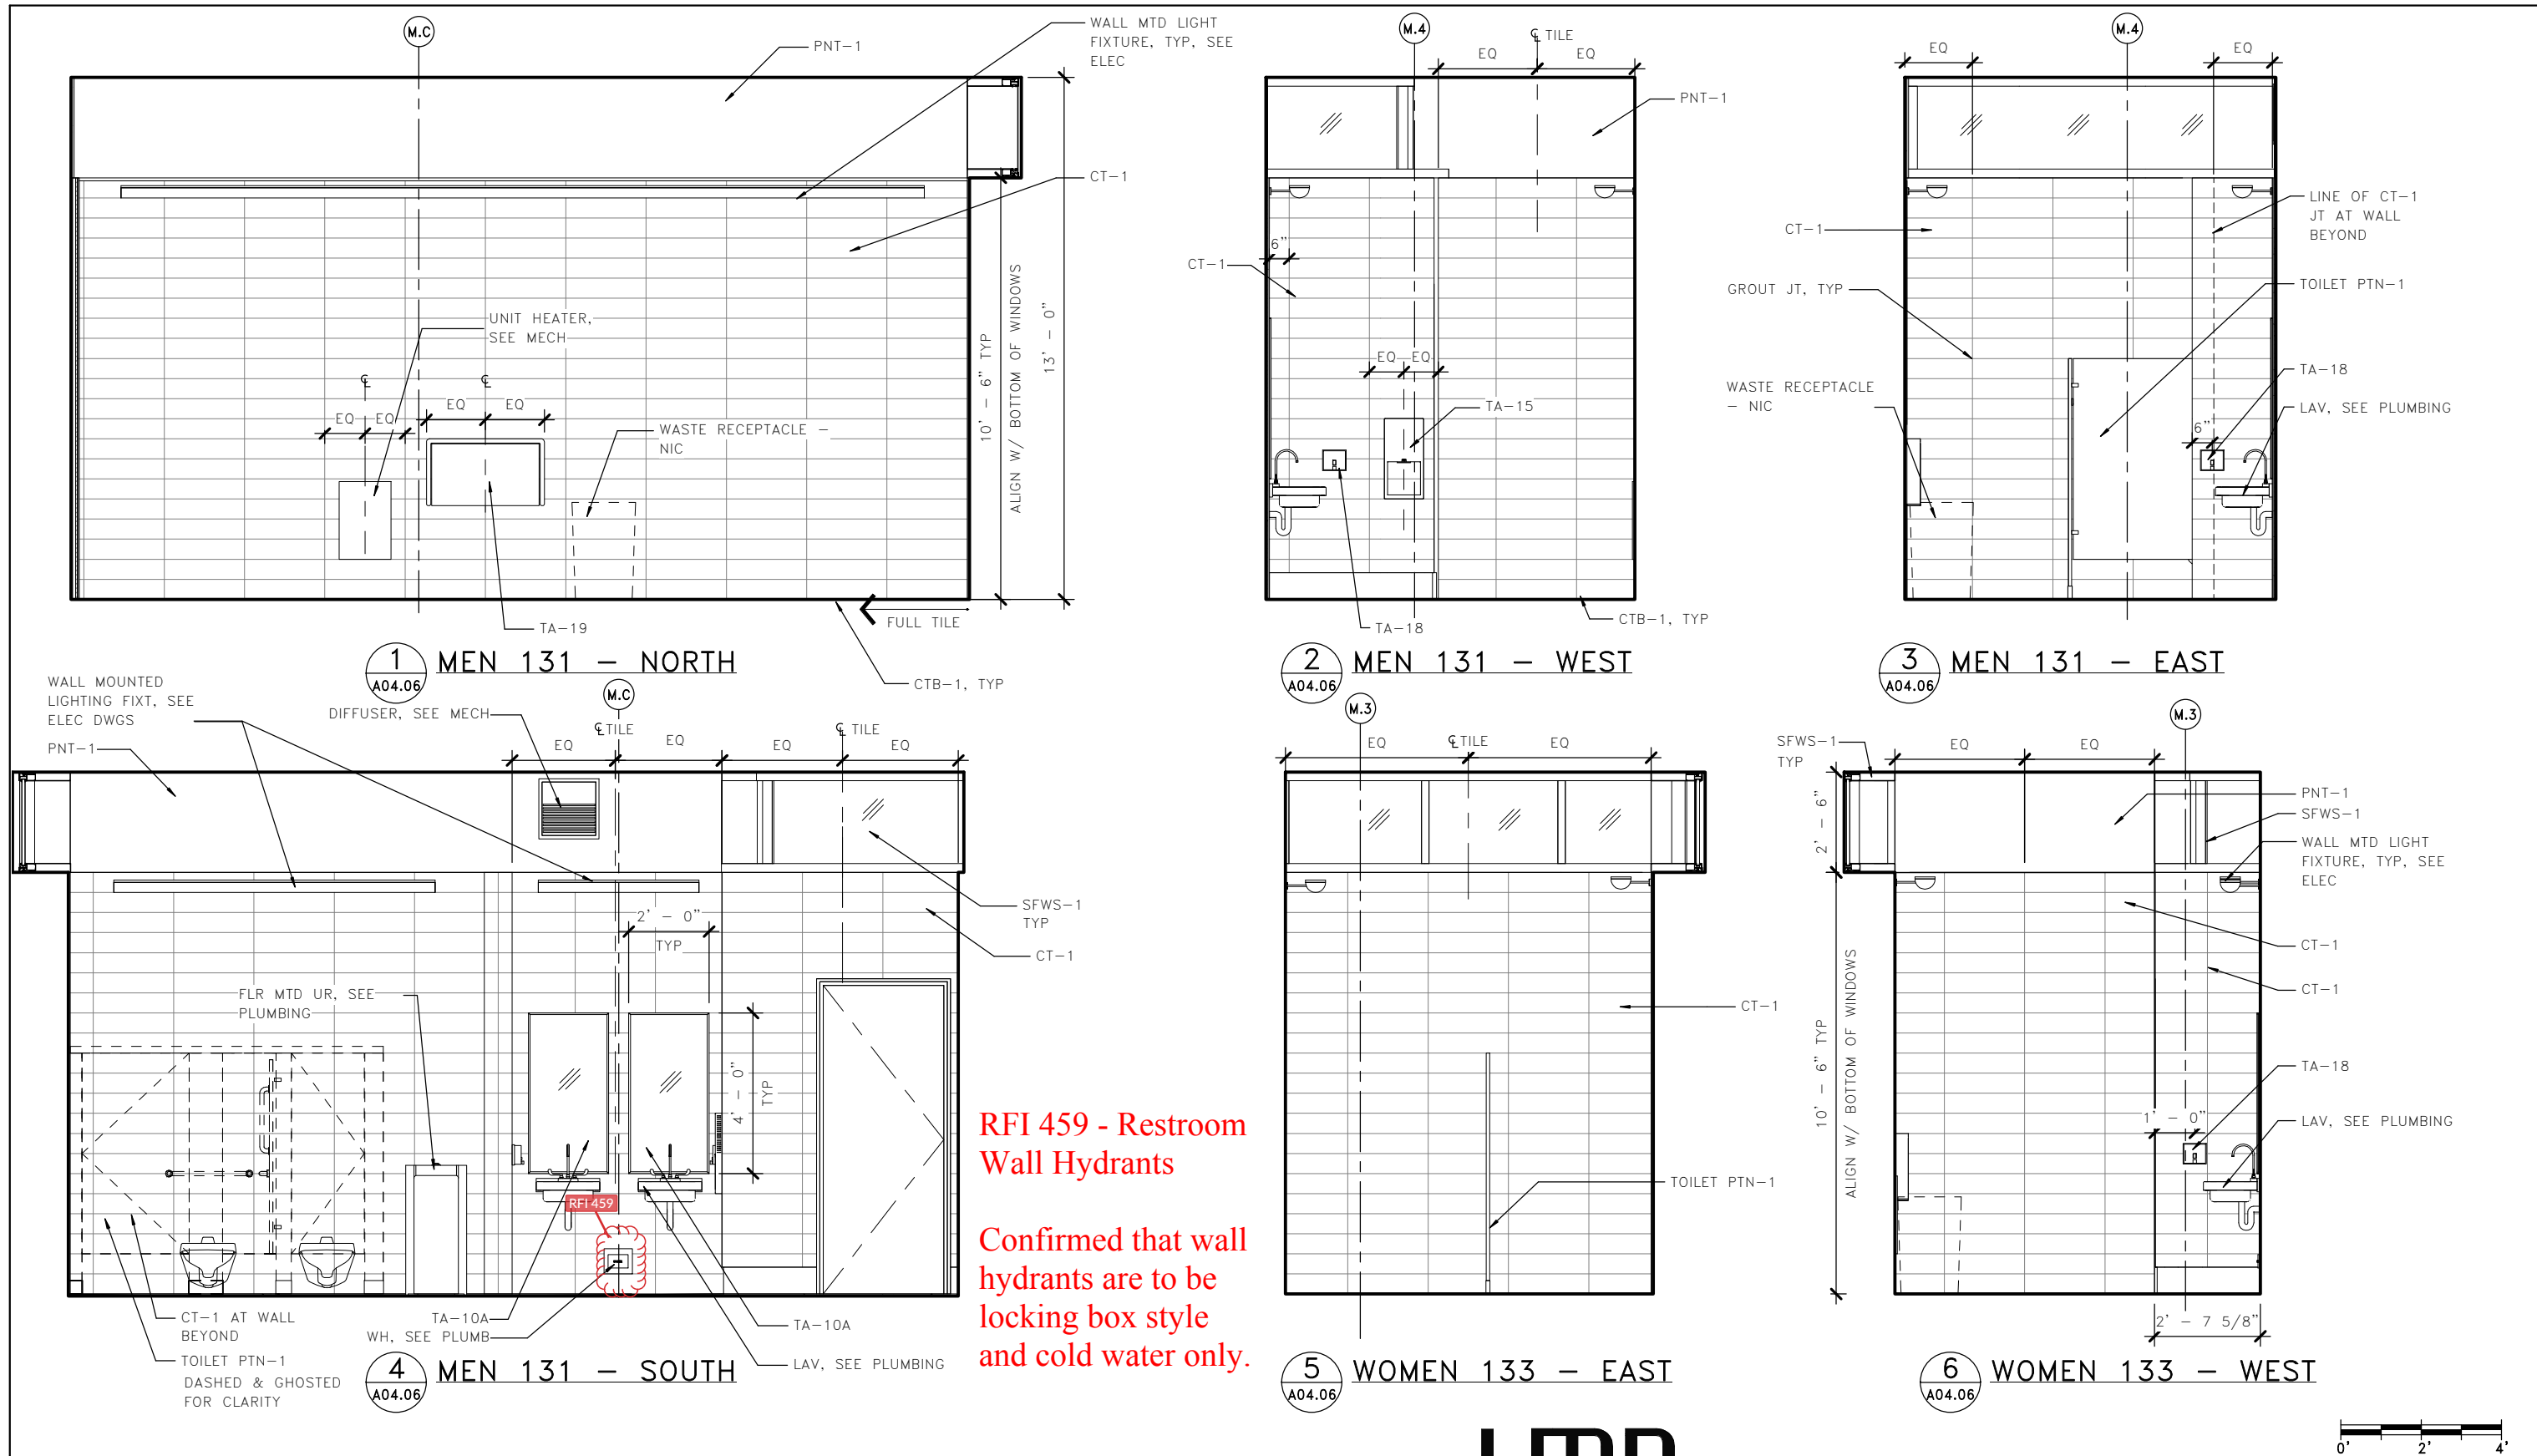 M.C
PNT-1
WALL MTD LIGHT
FIXTURE, TYP, SEE
ELEC
CT-1
UNIT HEATER,
SEE MECH
℄
℄
EQ
EQ
EQ
EQ
WASTE RECEPTACLE -
NIC
10' - 6" TYP
ALIGN W/ BOTTOM OF WINDOWS
13' - 0"
TA-19
FULL TILE
CTB-1, TYP
1
A04.06
MEN 131 - NORTH
M.4
℄ TILE
EQ
EQ
PNT-1
6"
CT-1
EQ
EQ
TA-15
TA-18
CTB-1, TYP
2
A04.06
MEN 131 - WEST
M.4
EQ
EQ
LINE OF CT-1
JT AT WALL
BEYOND
CT-1
TOILET PTN-1
GROUT JT, TYP
TA-18
WASTE RECEPTACLE
- NIC
LAV, SEE PLUMBING
6"
3
A04.06
MEN 131 - EAST
WALL MOUNTED
LIGHTING FIXT, SEE
ELEC DWGS
DIFFUSER, SEE MECH
PNT-1
M.C
EQ
℄ TILE
EQ
EQ
℄ TILE
EQ
SFWS-1
TYP
2' - 0"
TYP
CT-1
FLR MTD UR, SEE
PLUMBING
4' - 0"
TYP
RFI 459
CT-1 AT WALL
BEYOND
TOILET PTN-1
DASHED & GHOSTED
FOR CLARITY
TA-10A
WH, SEE PLUMB
TA-10A
LAV, SEE PLUMBING
4
A04.06
MEN 131 - SOUTH
RFI 459 - Restroom
Wall Hydrants
Confirmed that wall
hydrants are to be
locking box style
and cold water only.
M.3
EQ
℄ TILE
EQ
CT-1
TOILET PTN-1
5
A04.06
WOMEN 133 - EAST
M.3
SFWS-1
TYP
EQ
EQ
2' - 6"
PNT-1
SFWS-1
WALL MTD LIGHT
FIXTURE, TYP, SEE
ELEC
CT-1
CT-1
10' - 6" TYP
ALIGN W/ BOTTOM OF WINDOWS
TA-18
1' - 0"
LAV, SEE PLUMBING
2' - 7 5/8"
6
A04.06
WOMEN 133 - WEST
0' 2' 4'